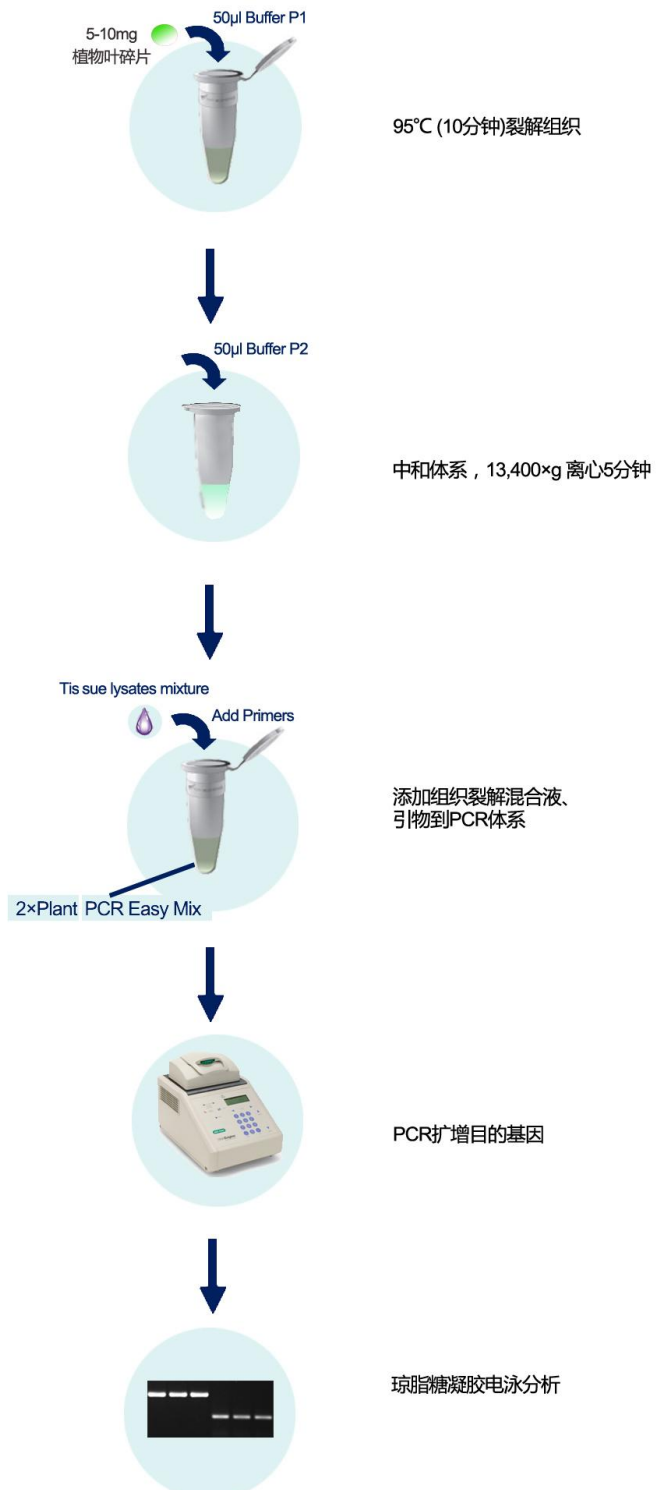 50μl Buffer P1
5-10mg
植物叶碎片
95℃ (10分钟)裂解组织
50μl Buffer P2
中和体系，13,400×g 离心5分钟
Tis sue lysates mixture
Add Primers
添加组织裂解混合液、
引物到PCR体系
2×Plant PCR Easy Mix
PCR扩增目的基因
琼脂糖凝胶电泳分析